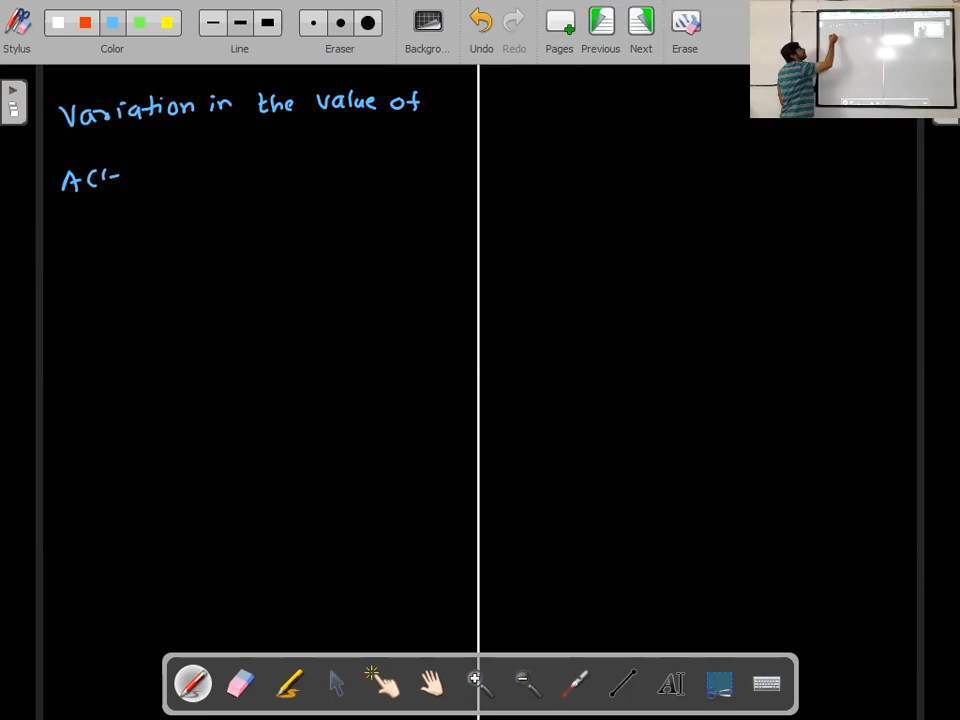 Stylus
Color
Line
Eraser
Backgro...
Undo
Redo
Pages
Previous
Next
Erase
Variation in the value of